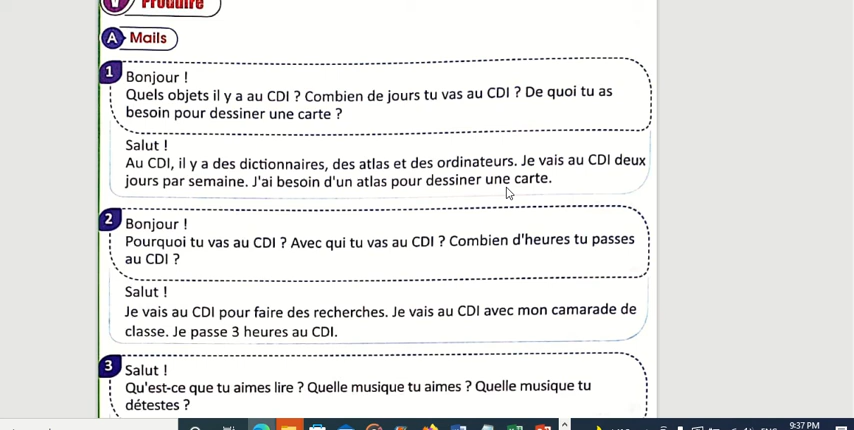 V Produire
A Mails
1
Bonjour !
Quels objets il y a au CDI ? Combien de jours tu vas au CDI ? De quoi tu as
besoin pour dessiner une carte ?
Salut !
Au CDI, il y a des dictionnaires, des atlas et des ordinateurs. Je vais au CDI deux
jours par semaine. J'ai besoin d'un atlas pour dessiner une carte.
2
Bonjour !
Pourquoi tu vas au CDI ? Avec qui tu vas au CDI ? Combien d'heures tu passes
au CDI ?
Salut !
Je vais au CDI pour faire des recherches. Je vais au CDI avec mon camarade de
classe. Je passe 3 heures au CDI.
3
Salut !
Qu'est-ce que tu aimes lire ? Quelle musique tu aimes ? Quelle musique tu
détestes ?
9:37 PM